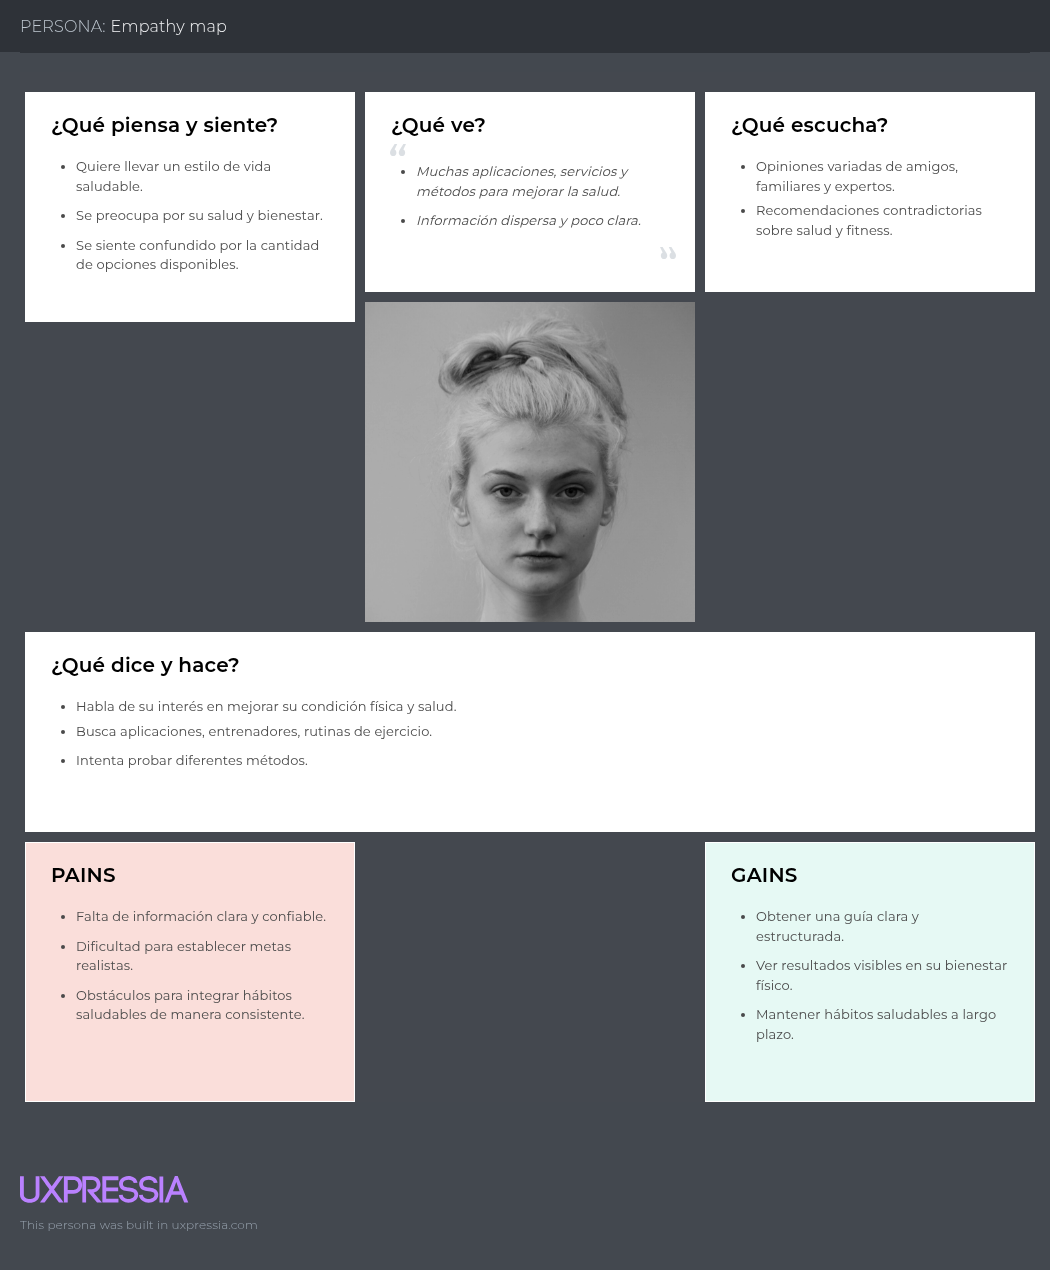 PERSONA: Empathy map
¿Qué piensa y siente?
• Quiere llevar un estilo de vida
saludable.
• Se preocupa por su salud y bienestar.
• Se siente confundido por la cantidad
de opciones disponibles.
¿Qué ve?
“
• Muchas aplicaciones, servicios y
métodos para mejorar la salud.
• Información dispersa y poco clara.
”
¿Qué escucha?
• Opiniones variadas de amigos,
familiares y expertos.
• Recomendaciones contradictorias
sobre salud y fitness.
¿Qué dice y hace?
• Habla de su interés en mejorar su condición física y salud.
• Busca aplicaciones, entrenadores, rutinas de ejercicio.
• Intenta probar diferentes métodos.
PAINS
• Falta de información clara y confiable.
• Dificultad para establecer metas
realistas.
• Obstáculos para integrar hábitos
saludables de manera consistente.
GAINS
• Obtener una guía clara y
estructurada.
• Ver resultados visibles en su bienestar
físico.
• Mantener hábitos saludables a largo
plazo.
UXPRESSIA
This persona was built in uxpressia.com